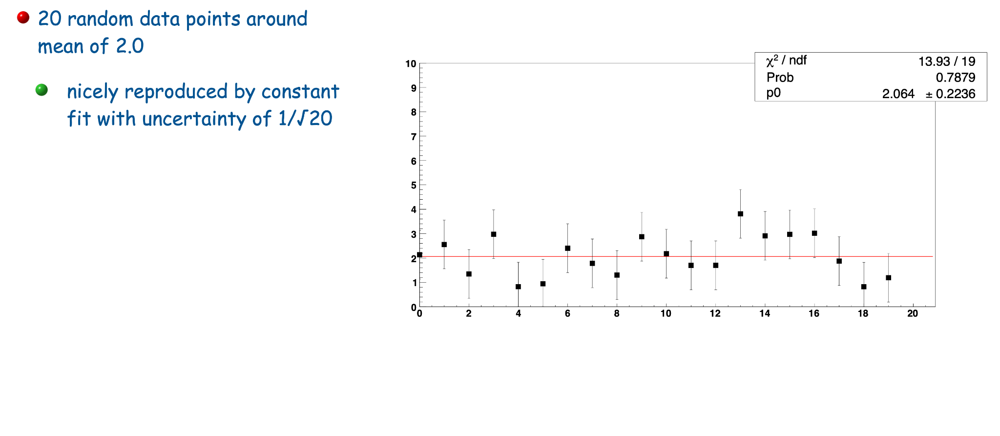 20 random data points around
mean of 2.0
nicely reproduced by constant
fit with uncertainty of 1/√20
χ² / ndf 13.93 / 19
Prob 0.7879
p0 2.064 ± 0.2236
10
9
8
7
6
5
4
3
2
1
0
0 2 4 6 8 10 12 14 16 18 20